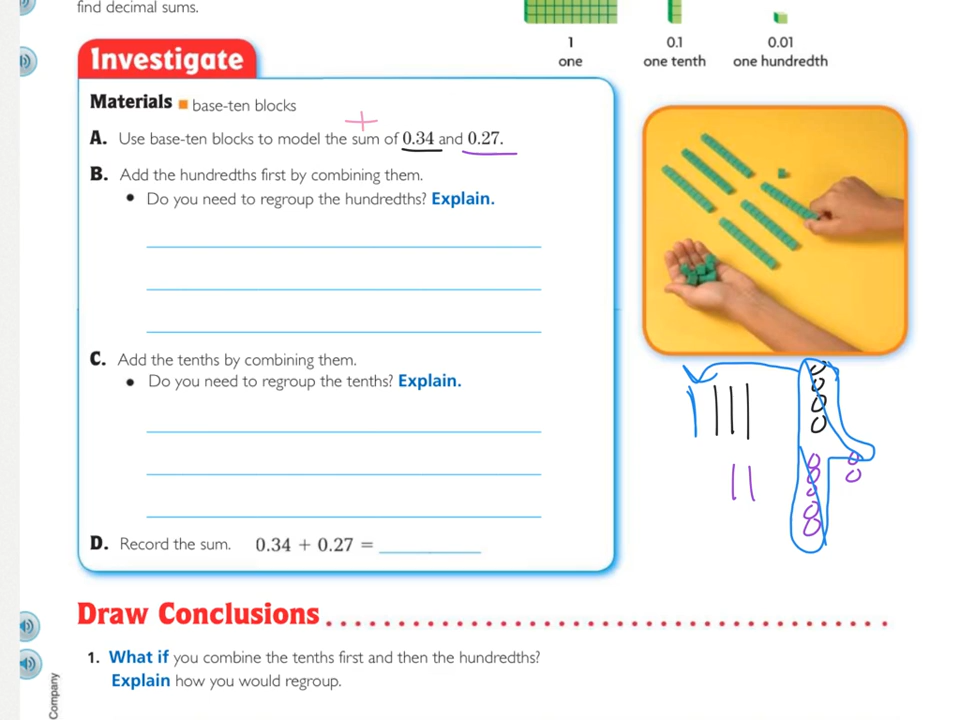 find decimal sums.
1
one
0.1
one tenth
0.01
one hundredth
Investigate
Materials ■ base-ten blocks
+
A. Use base-ten blocks to model the sum of 0.34 and 0.27.
B. Add the hundredths first by combining them.
• Do you need to regroup the hundredths? Explain.
C. Add the tenths by combining them.
• Do you need to regroup the tenths? Explain.
D. Record the sum. 0.34 + 0.27 = ________
Draw Conclusions
1. What if you combine the tenths first and then the hundredths?
Explain how you would regroup.
Company